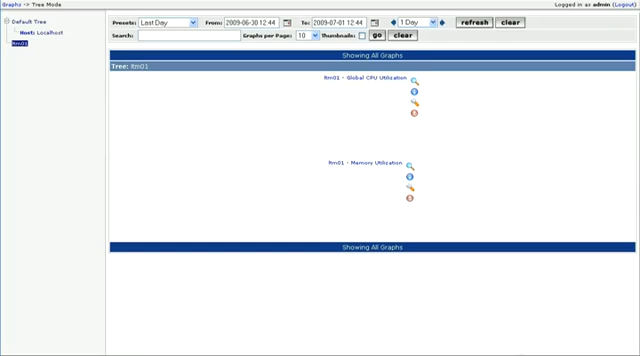 Graphs -> Tree Mode
Logged in as admin (Logout)
Default Tree
Host: Localhost
ltm01
Presets: Last Day From: 2009-06-30 12:44 To: 2009-07-01 12:44 1 Day refresh clear
Search: Graphs per Page: 10 Thumbnails: go clear
Showing All Graphs
Tree: ltm01
ltm01 - Global CPU Utilization
ltm01 - Memory Utilization
Showing All Graphs